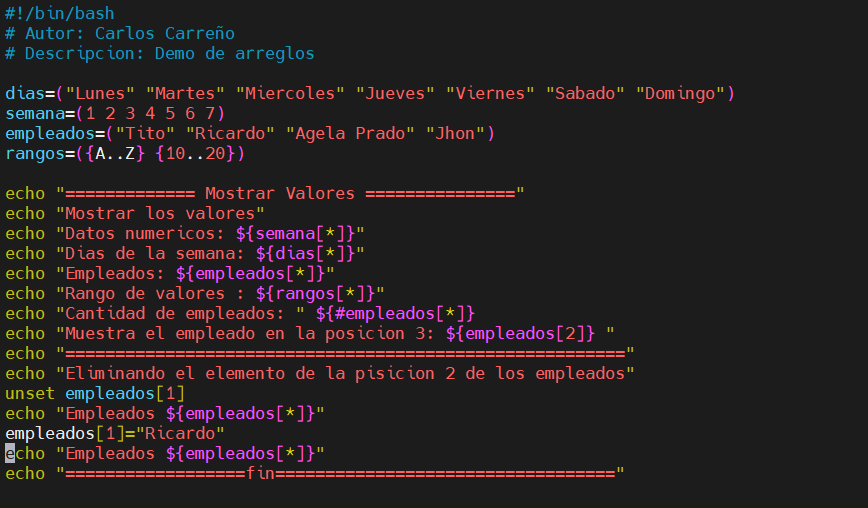 #!/bin/bash
# Autor: Carlos Carreño
# Descripcion: Demo de arreglos
dias=("Lunes" "Martes" "Miercoles" "Jueves" "Viernes" "Sabado" "Domingo")
semana=(1 2 3 4 5 6 7)
empleados=("Tito" "Ricardo" "Agela Prado" "Jhon")
rangos=({A..Z} {10..20})
echo "============= Mostrar Valores ==============="
echo "Mostrar los valores"
echo "Datos numericos: ${semana[*]}"
echo "Dias de la semana: ${dias[*]}"
echo "Empleados: ${empleados[*]}"
echo "Rango de valores : ${rangos[*]}"
echo "Cantidad de empleados: " ${#empleados[*]}
echo "Muestra el empleado en la posicion 3: ${empleados[2]} "
echo "========================================================"
echo "Eliminando el elemento de la pisicion 2 de los empleados"
unset empleados[1]
echo "Empleados ${empleados[*]}"
empleados[1]="Ricardo"
echo "Empleados ${empleados[*]}"
echo "==================fin=================================="